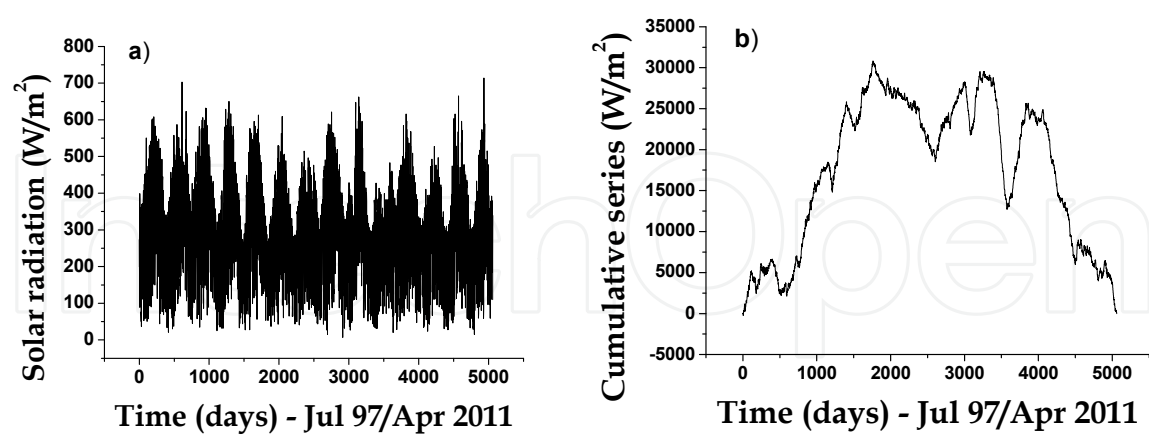 a)
Solar radiation (W/m²)
800
700
600
500
400
300
200
100
0
0 1000 2000 3000 4000 5000
Time (days) - Jul 97/Apr 2011
b)
Cumulative series (W/m²)
35000
30000
25000
20000
15000
10000
5000
0
-5000
0 1000 2000 3000 4000 5000
Time (days) - Jul 97/Apr 2011
InTechOpen